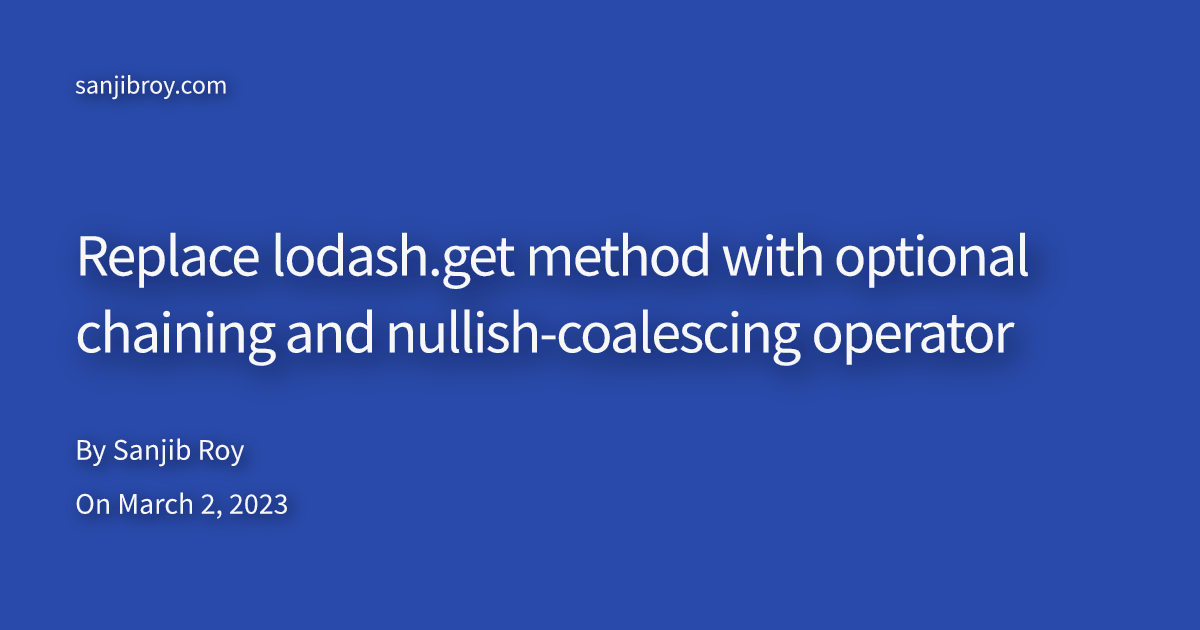 sanjibroy.com
Replace lodash.get method with optional
chaining and nullish-coalescing operator
By Sanjib Roy
On March 2, 2023